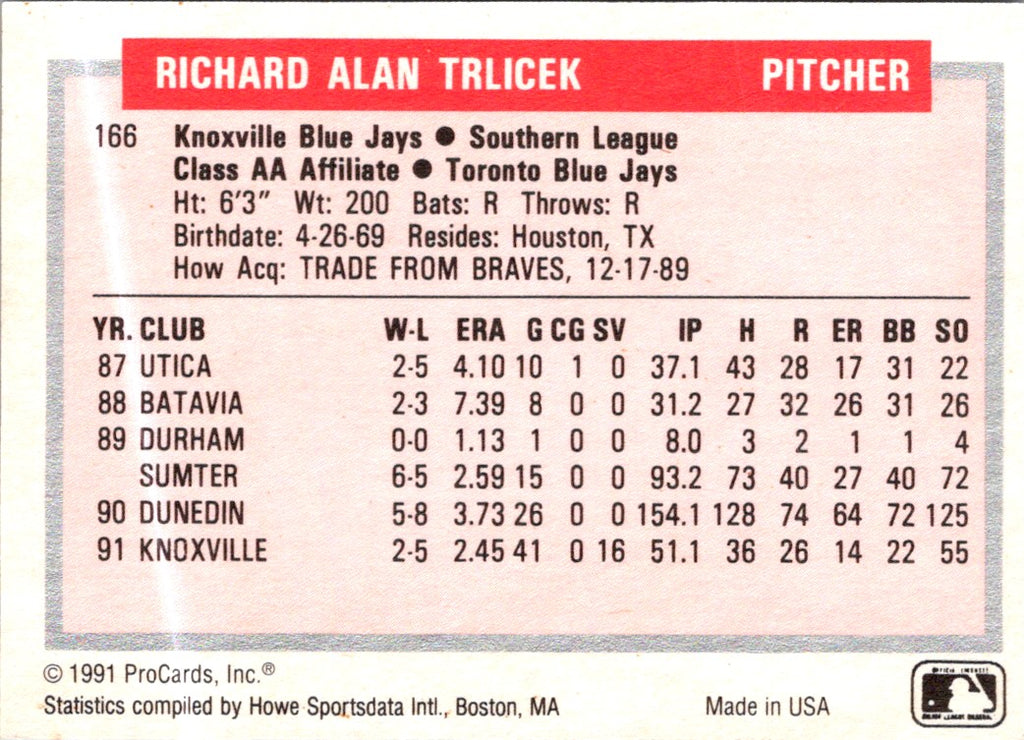 RICHARD ALAN TRLICEK PITCHER
166 Knoxville Blue Jays ● Southern League
Class AA Affiliate ● Toronto Blue Jays
Ht: 6'3" Wt: 200 Bats: R Throws: R
Birthdate: 4-26-69 Resides: Houston, TX
How Acq: TRADE FROM BRAVES, 12-17-89
YR. CLUB W-L ERA G CG SV IP H R ER BB SO
87 UTICA 2-5 4.10 10 1 0 37.1 43 28 17 31 22
88 BATAVIA 2-3 7.39 8 0 0 31.2 27 32 26 31 26
89 DURHAM 0-0 1.13 1 0 0 8.0 3 2 1 1 4
SUMTER 6-5 2.59 15 0 0 93.2 73 40 27 40 72
90 DUNEDIN 5-8 3.73 26 0 0 154.1 128 74 64 72 125
91 KNOXVILLE 2-5 2.45 41 0 16 51.1 36 26 14 22 55
© 1991 ProCards, Inc.®
Statistics compiled by Howe Sportsdata Intl., Boston, MA Made in USA